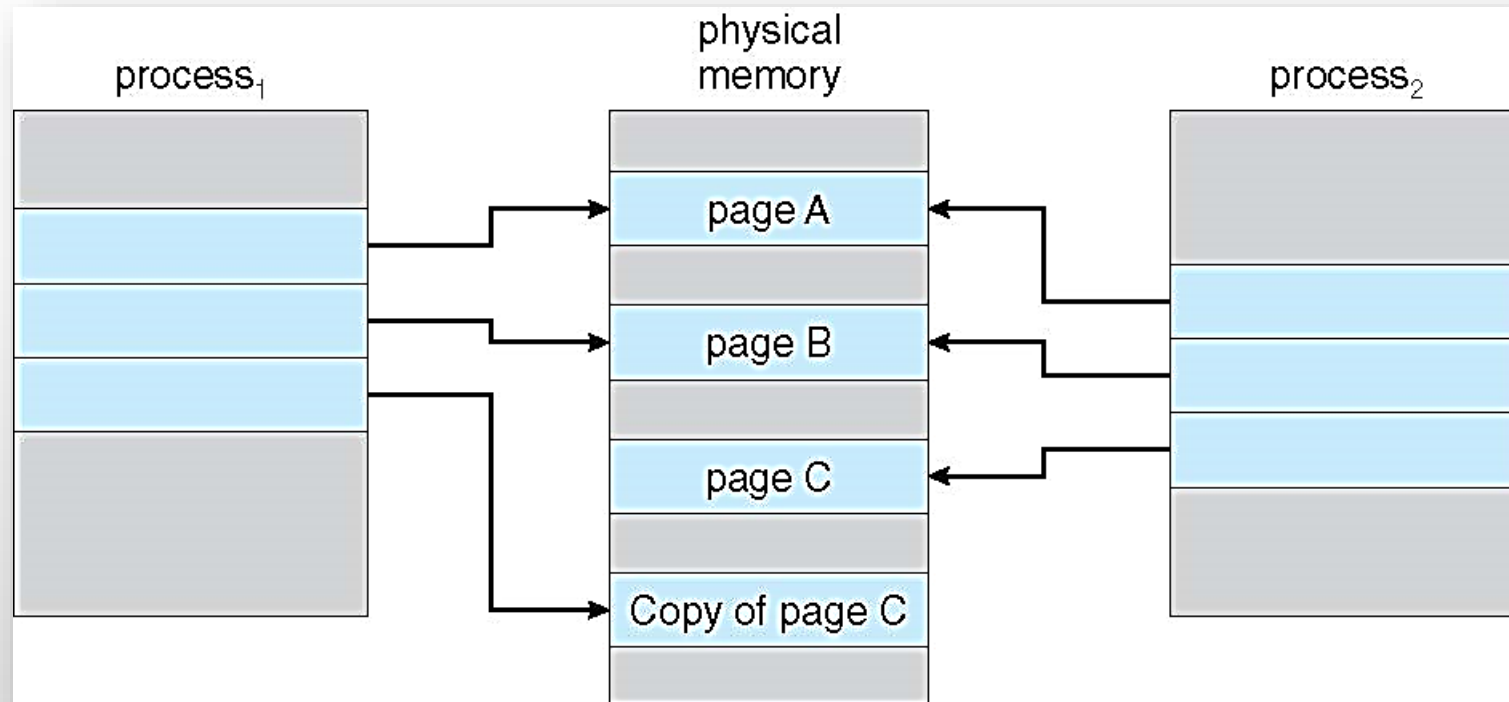 physical
memory
process₁
process₂
page A
page B
page C
Copy of page C